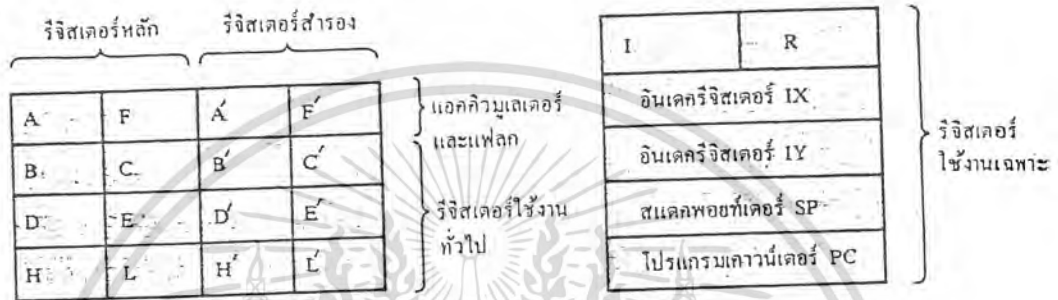 รีจิสเตอร์หลัก รีจิสเตอร์สำรอง
A F A′ F′
B C B′ C′
D E D′ E′
H L H′ L′
แอกคิวมูเลเตอร์
และแฟลก
รีจิสเตอร์ใช้งาน
ทั่วไป
I R
อินเดกรีจิสเตอร์ IX
อินเดกรีจิสเตอร์ IY
สแตกพอยท์เตอร์ SP
โปรแกรมเคาวน์เตอร์ PC
รีจิสเตอร์
ใช้งานเฉพาะ